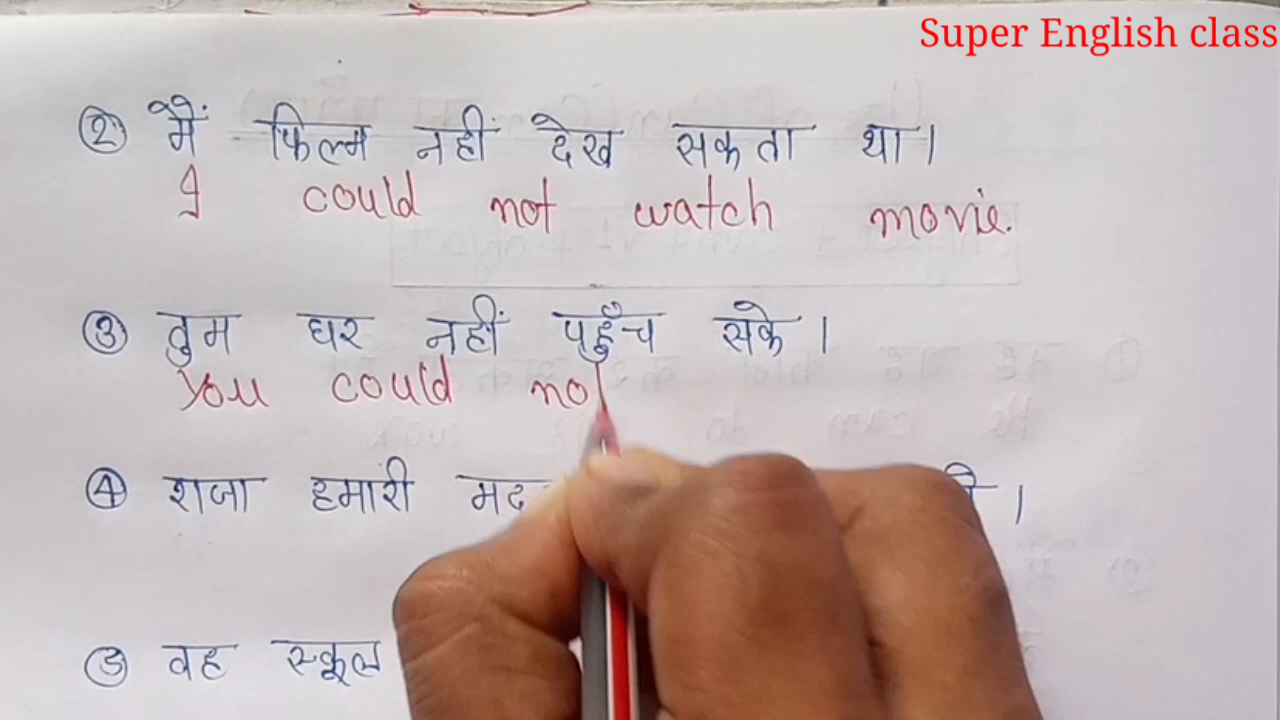 Super English class
② मैं फिल्म नहीं देख सकता था।
I could not watch movie.
③ तुम घर नहीं पहुँच सके।
You could not
④ राजा हमारी
⑤ वह स्कूल